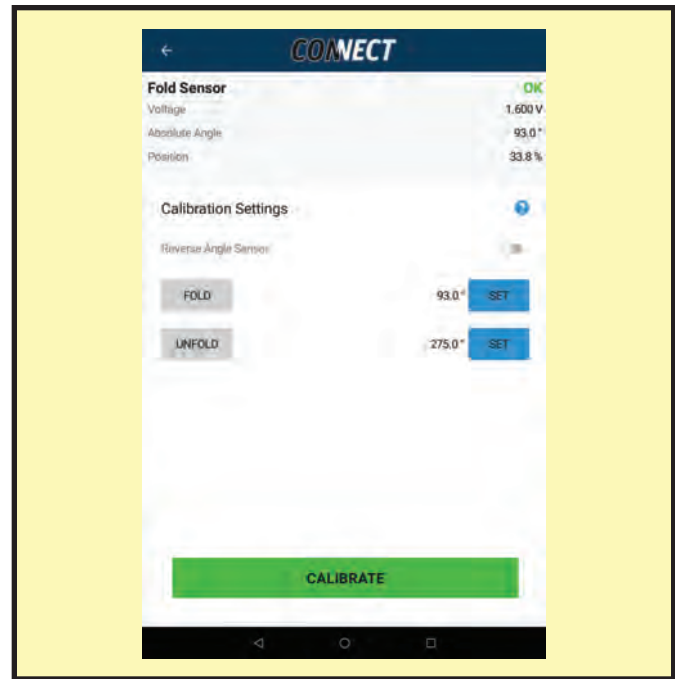 CONNECT
Fold Sensor OK
Voltage 1.600 V
Absolute Angle 93.0 °
Position 33.8 %
Calibration Settings
Reverse Angle Sensor
FOLD 93.0 ° SET
UNFOLD 275.0 ° SET
CALIBRATE